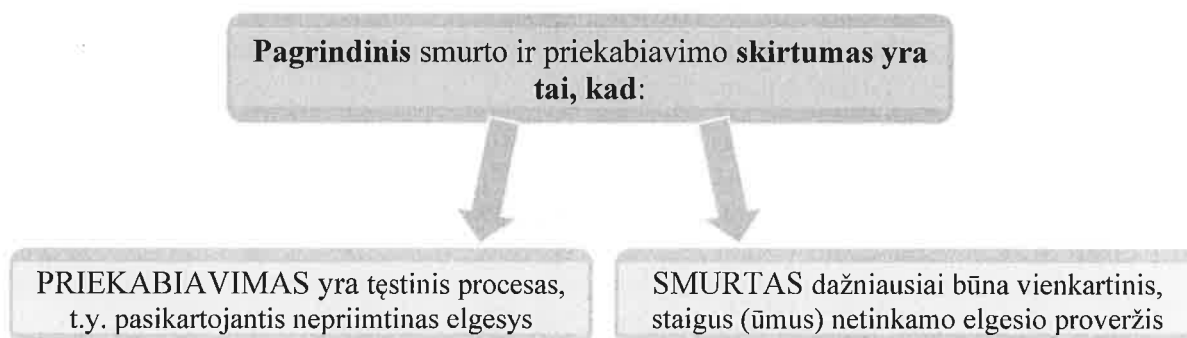 Pagrindinis smurto ir priekabiavimo skirtumas yra
tai, kad:
PRIEKABIAVIMAS yra tęstinis procesas,
t.y. pasikartojantis nepriimtinas elgesys
SMURTAS dažniausiai būna vienkartinis,
staigus (ūmus) netinkamo elgesio proveržis